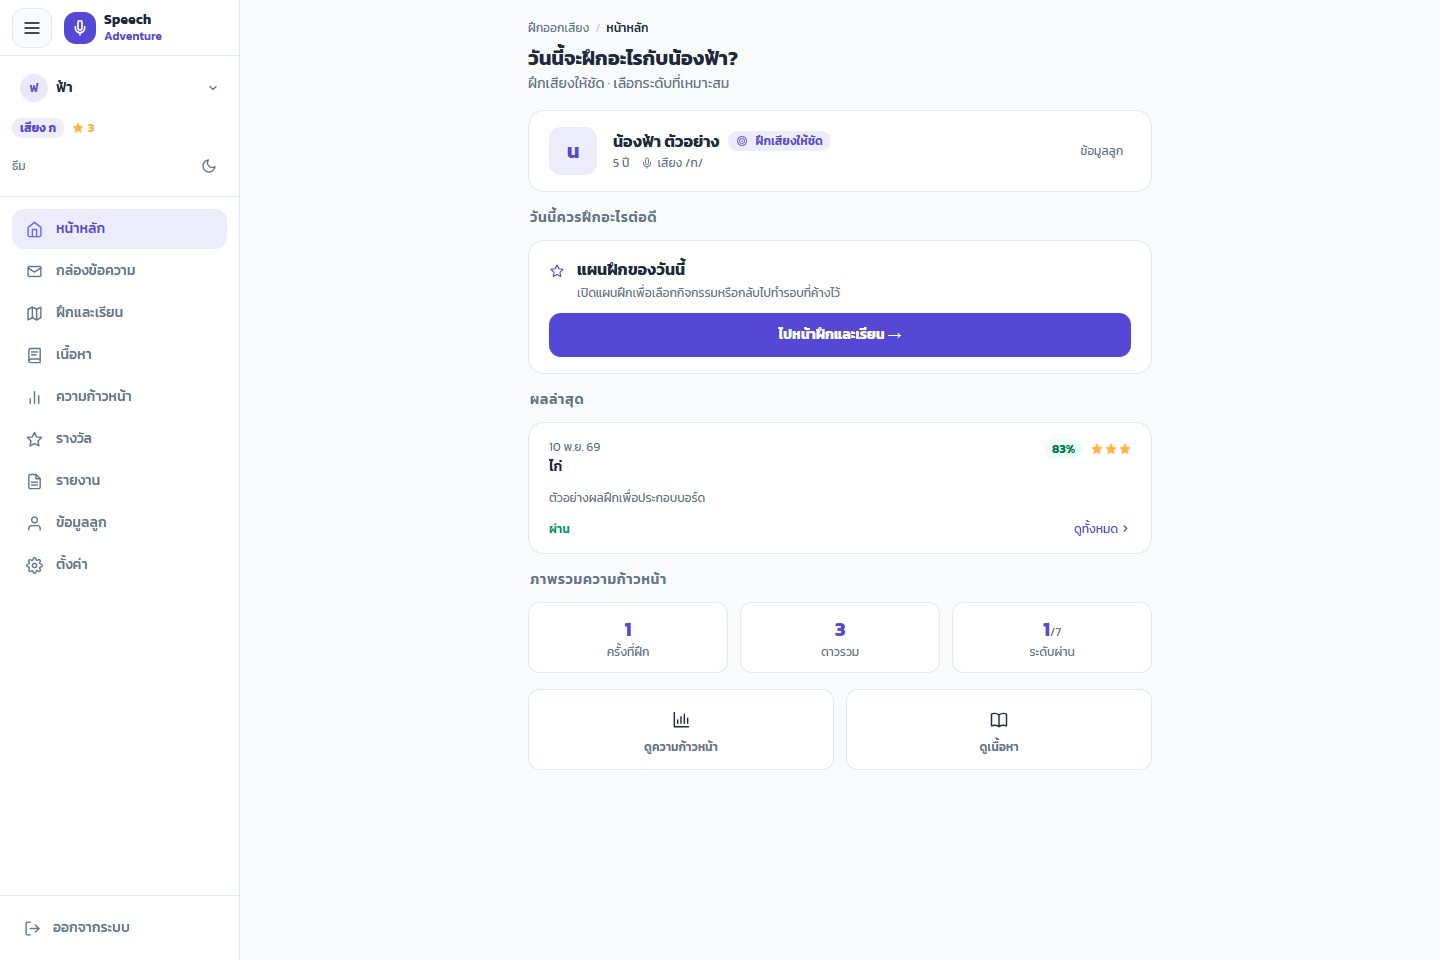 Speech
Adventure
ฟ
ฟ้า
เสียง ก
3
ธีม
หน้าหลัก
กล่องข้อความ
ฝึกและเรียน
เนื้อหา
ความก้าวหน้า
รางวัล
รายงาน
ข้อมูลลูก
ตั้งค่า
ออกจากระบบ
ฝึกออกเสียง / หน้าหลัก
วันนี้จะฝึกอะไรกับน้องฟ้า?
ฝึกเสียงให้ชัด · เลือกระดับที่เหมาะสม
น
น้องฟ้า ตัวอย่าง ฝึกเสียงให้ชัด
5 ปี เสียง /ก/
ข้อมูลลูก
วันนี้ควรฝึกอะไรต่อดี
แผนฝึกของวันนี้
เปิดแผนฝึกเพื่อเลือกกิจกรรมหรือกลับไปทำรอบที่ค้างไว้
ไปหน้าฝึกและเรียน →
ผลล่าสุด
10 พ.ย. 69
83%
ไก่
ตัวอย่างผลฝึกเพื่อประกอบบอร์ด
ผ่าน
ดูทั้งหมด
ภาพรวมความก้าวหน้า
1
ครั้งที่ฝึก
3
ดาวรวม
1/7
ระดับผ่าน
ดูความก้าวหน้า
ดูเนื้อหา